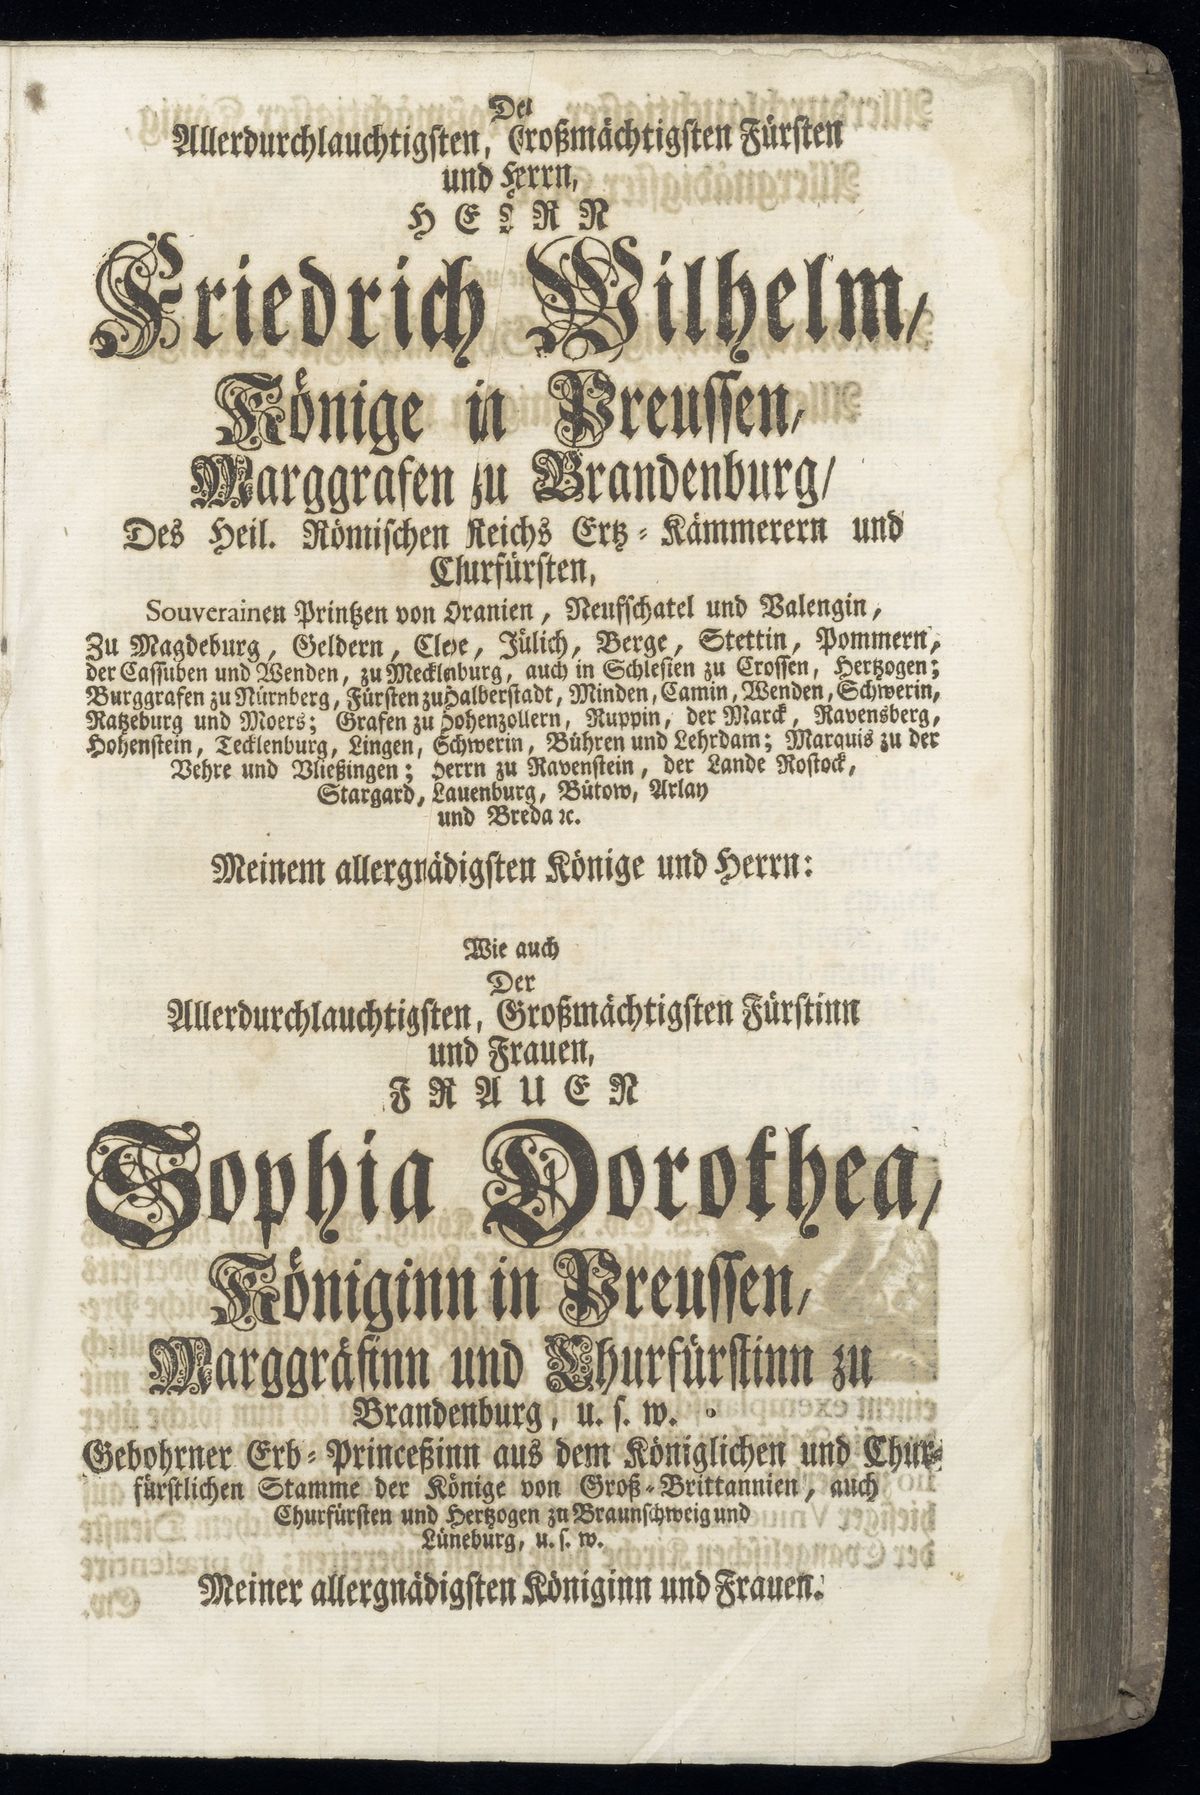 Dem
Allerdurchlauchtigsten, Großmächtigsten Fürsten
und Herrn,
HERRN
Friedrich Wilhelm,
Könige in Preussen,
Marggrafen zu Brandenburg,
Des Heil. Römischen Reichs Ertz-Kämmerern und
Churfürsten,
Souverainen Printzen von Oranien, Neufschatel und Valengin,
Zu Magdeburg, Geldern, Cleve, Jülich, Berge, Stettin, Pommern,
der Cassuben und Wenden, zu Mecklenburg, auch in Schlesien zu Crossen, Hertzogen;
Burggrafen zu Nürnberg, Fürsten zu Halberstadt, Minden, Camin, Wenden, Schwerin,
Ratzeburg und Moers; Grafen zu Hohenzollern, Ruppin, der Marck, Ravensberg,
Hohenstein, Tecklenburg, Lingen, Schwerin, Bühren und Lehrdam; Marquis zu der
Vehre und Vließingen; Herrn zu Ravenstein, der Lande Rostock,
Stargard, Lauenburg, Bütow, Arlay
und Breda ꝛc.
Meinem allergnädigsten Könige und Herrn:
Wie auch
Der
Allerdurchlauchtigsten, Großmächtigsten Fürstinn
und Frauen,
FRAUEN
Sophia Dorothea,
Königinn in Preussen,
Marggräfinn und Churfürstinn zu
Brandenburg, u. s. w.
Gebohrner Erb-Princeßinn aus dem Königlichen und Chur-
fürstlichen Stamme der Könige von Groß-Brittannien, auch
Churfürsten und Hertzogen zu Braunschweig und
Lüneburg, u. s. w.
Meiner allergnädigsten Königinn und Frauen.